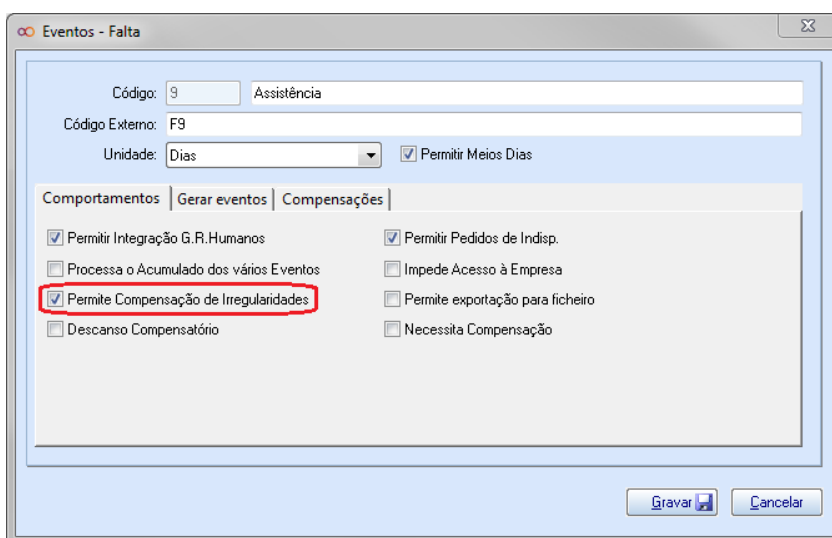 Eventos - Falta
Código: 9 Assistência
Código Externo: F9
Unidade: Dias Permitir Meios Dias
Comportamentos Gerar eventos Compensações
Permitir Integração G.R.Humanos Permitir Pedidos de Indisp.
Processa o Acumulado dos vários Eventos Impede Acesso à Empresa
Permite Compensação de Irregularidades Permite exportação para ficheiro
Descanso Compensatório Necessita Compensação
Gravar Cancelar